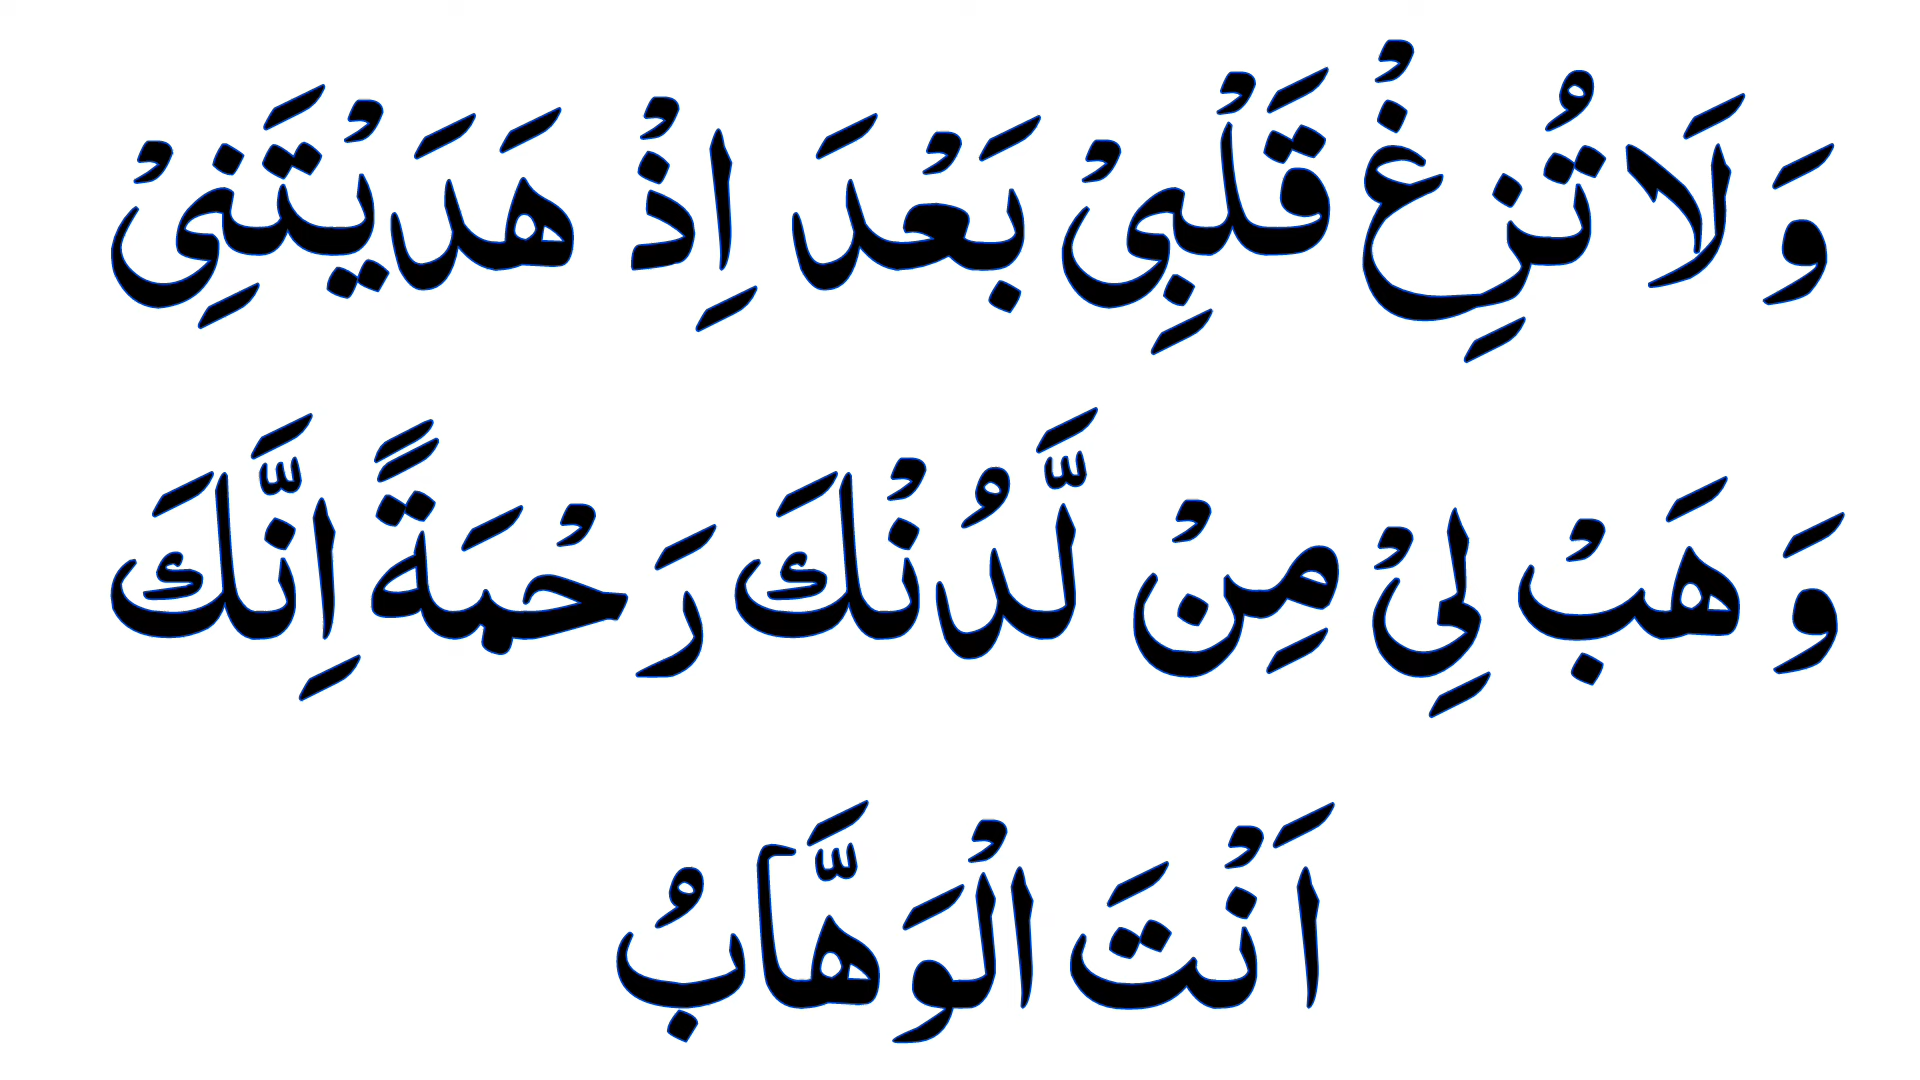 وَلَا تُزِغْ قَلْبِيْ بَعْدَ اِذْ هَدَيْتَنِيْ
وَهَبْ لِيْ مِنْ لَّدُنْكَ رَحْمَةً اِنَّكَ
اَنْتَ الْوَهَّابُ